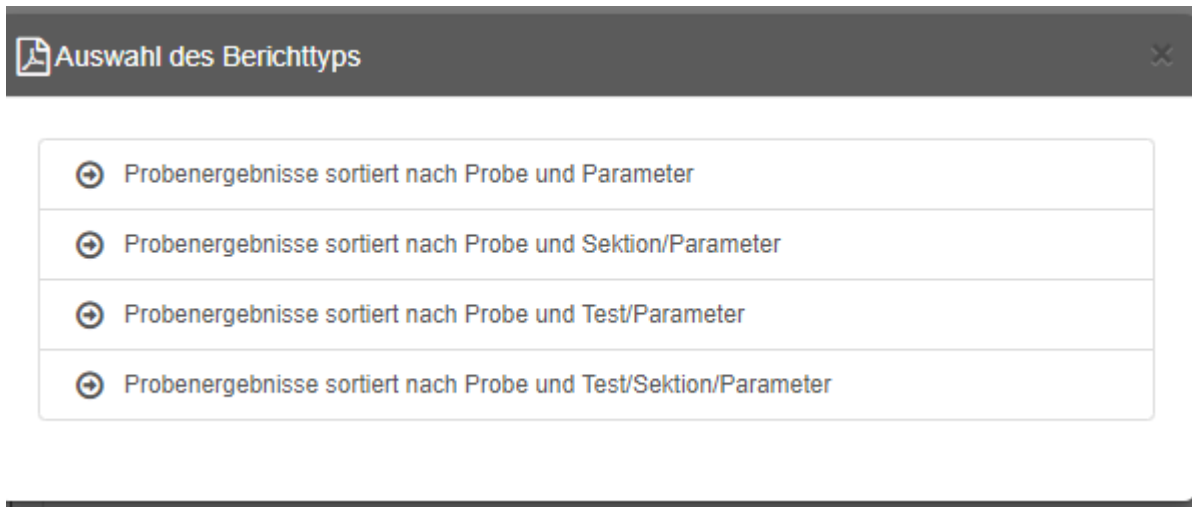 Auswahl des Berichttyps
Probenergebnisse sortiert nach Probe und Parameter
Probenergebnisse sortiert nach Probe und Sektion/Parameter
Probenergebnisse sortiert nach Probe und Test/Parameter
Probenergebnisse sortiert nach Probe und Test/Sektion/Parameter